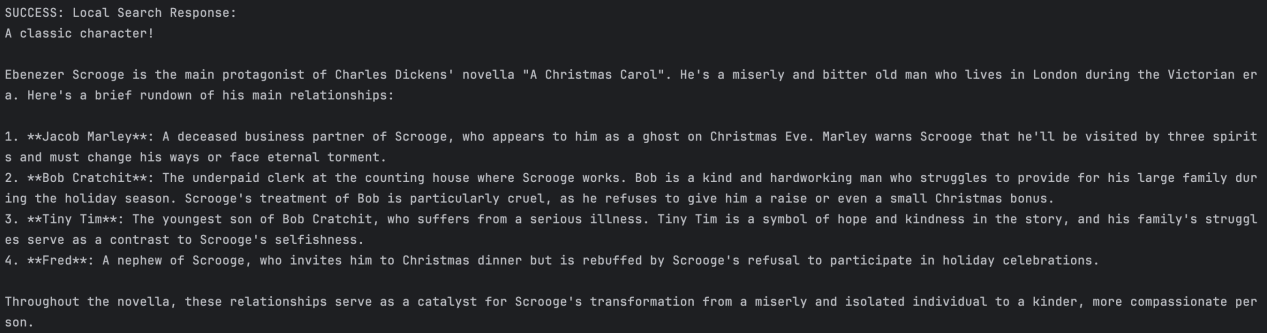 SUCCESS: Local Search Response:
A classic character!
Ebenezer Scrooge is the main protagonist of Charles Dickens' novella "A Christmas Carol". He's a miserly and bitter old man who lives in London during the Victorian er
a. Here's a brief rundown of his main relationships:
1. **Jacob Marley**: A deceased business partner of Scrooge, who appears to him as a ghost on Christmas Eve. Marley warns Scrooge that he'll be visited by three spirit
s and must change his ways or face eternal torment.
2. **Bob Cratchit**: The underpaid clerk at the counting house where Scrooge works. Bob is a kind and hardworking man who struggles to provide for his large family dur
ing the holiday season. Scrooge's treatment of Bob is particularly cruel, as he refuses to give him a raise or even a small Christmas bonus.
3. **Tiny Tim**: The youngest son of Bob Cratchit, who suffers from a serious illness. Tiny Tim is a symbol of hope and kindness in the story, and his family's struggl
es serve as a contrast to Scrooge's selfishness.
4. **Fred**: A nephew of Scrooge, who invites him to Christmas dinner but is rebuffed by Scrooge's refusal to participate in holiday celebrations.
Throughout the novella, these relationships serve as a catalyst for Scrooge's transformation from a miserly and isolated individual to a kinder, more compassionate per
son.